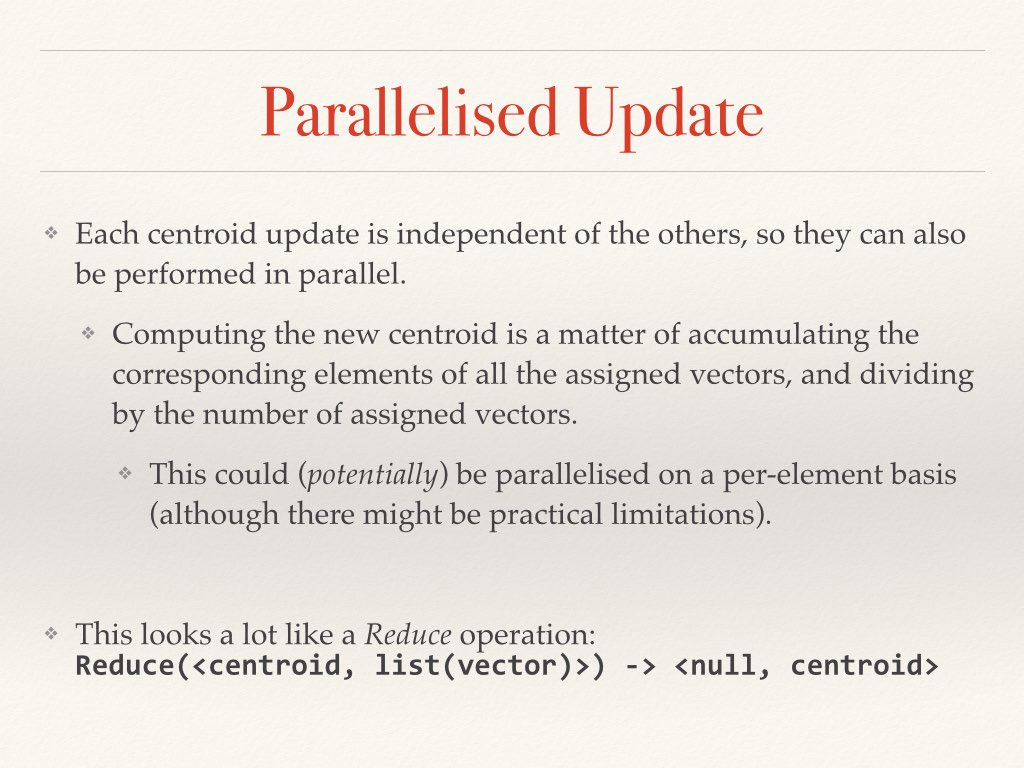 Parallelised Update
❖ Each centroid update is independent of the others, so they can also
be performed in parallel.
❖ Computing the new centroid is a matter of accumulating the
corresponding elements of all the assigned vectors, and dividing
by the number of assigned vectors.
❖ This could (potentially) be parallelised on a per-element basis
(although there might be practical limitations).
❖ This looks a lot like a Reduce operation:
Reduce(<centroid, list(vector)>) -> <null, centroid>